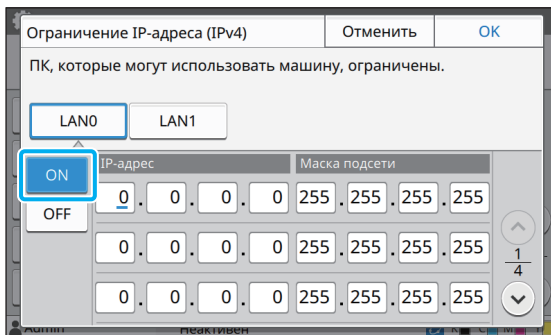 Ограничение IP-адреса (IPv4) Отменить OK
ПК, которые могут использовать машину, ограничены.
LAN0 LAN1
ON IP-адрес Маска подсети
0 . 0 . 0 . 0 255 . 255 . 255 . 255
OFF
0 . 0 . 0 . 0 255 . 255 . 255 . 255
1
4
0 . 0 . 0 . 0 255 . 255 . 255 . 255
Admin Неактивен K C M